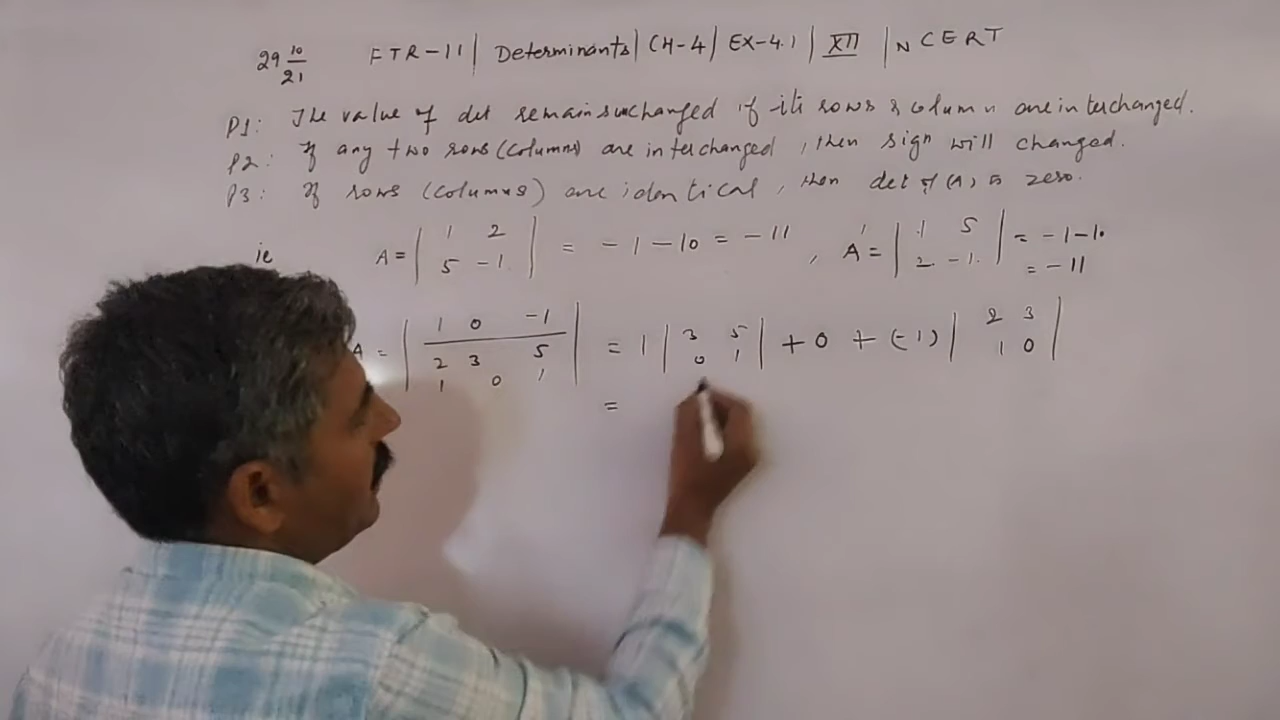 29 10/21 FTR-11 | Determinants | CH-4 | EX-4.1 | XII | NCERT
P1: The value of det remains unchanged if its rows & column are interchanged.
P2: If any two rows (columns) are interchanged, then sign will changed.
P3: If rows (columns) are identical, then det of (A) is zero.
ie A = | 1 2 | = -1 -10 = -11 , A' = | 1 5 | = -1-10
| 5 -1 | | 2 -1 | = -11
A = | 1 0 -1 | = 1 | 3 5 | + 0 + (-1) | 2 3 |
| 2 3 5 | | 0 1 | | 1 0 |
| 1 0 1 |
=